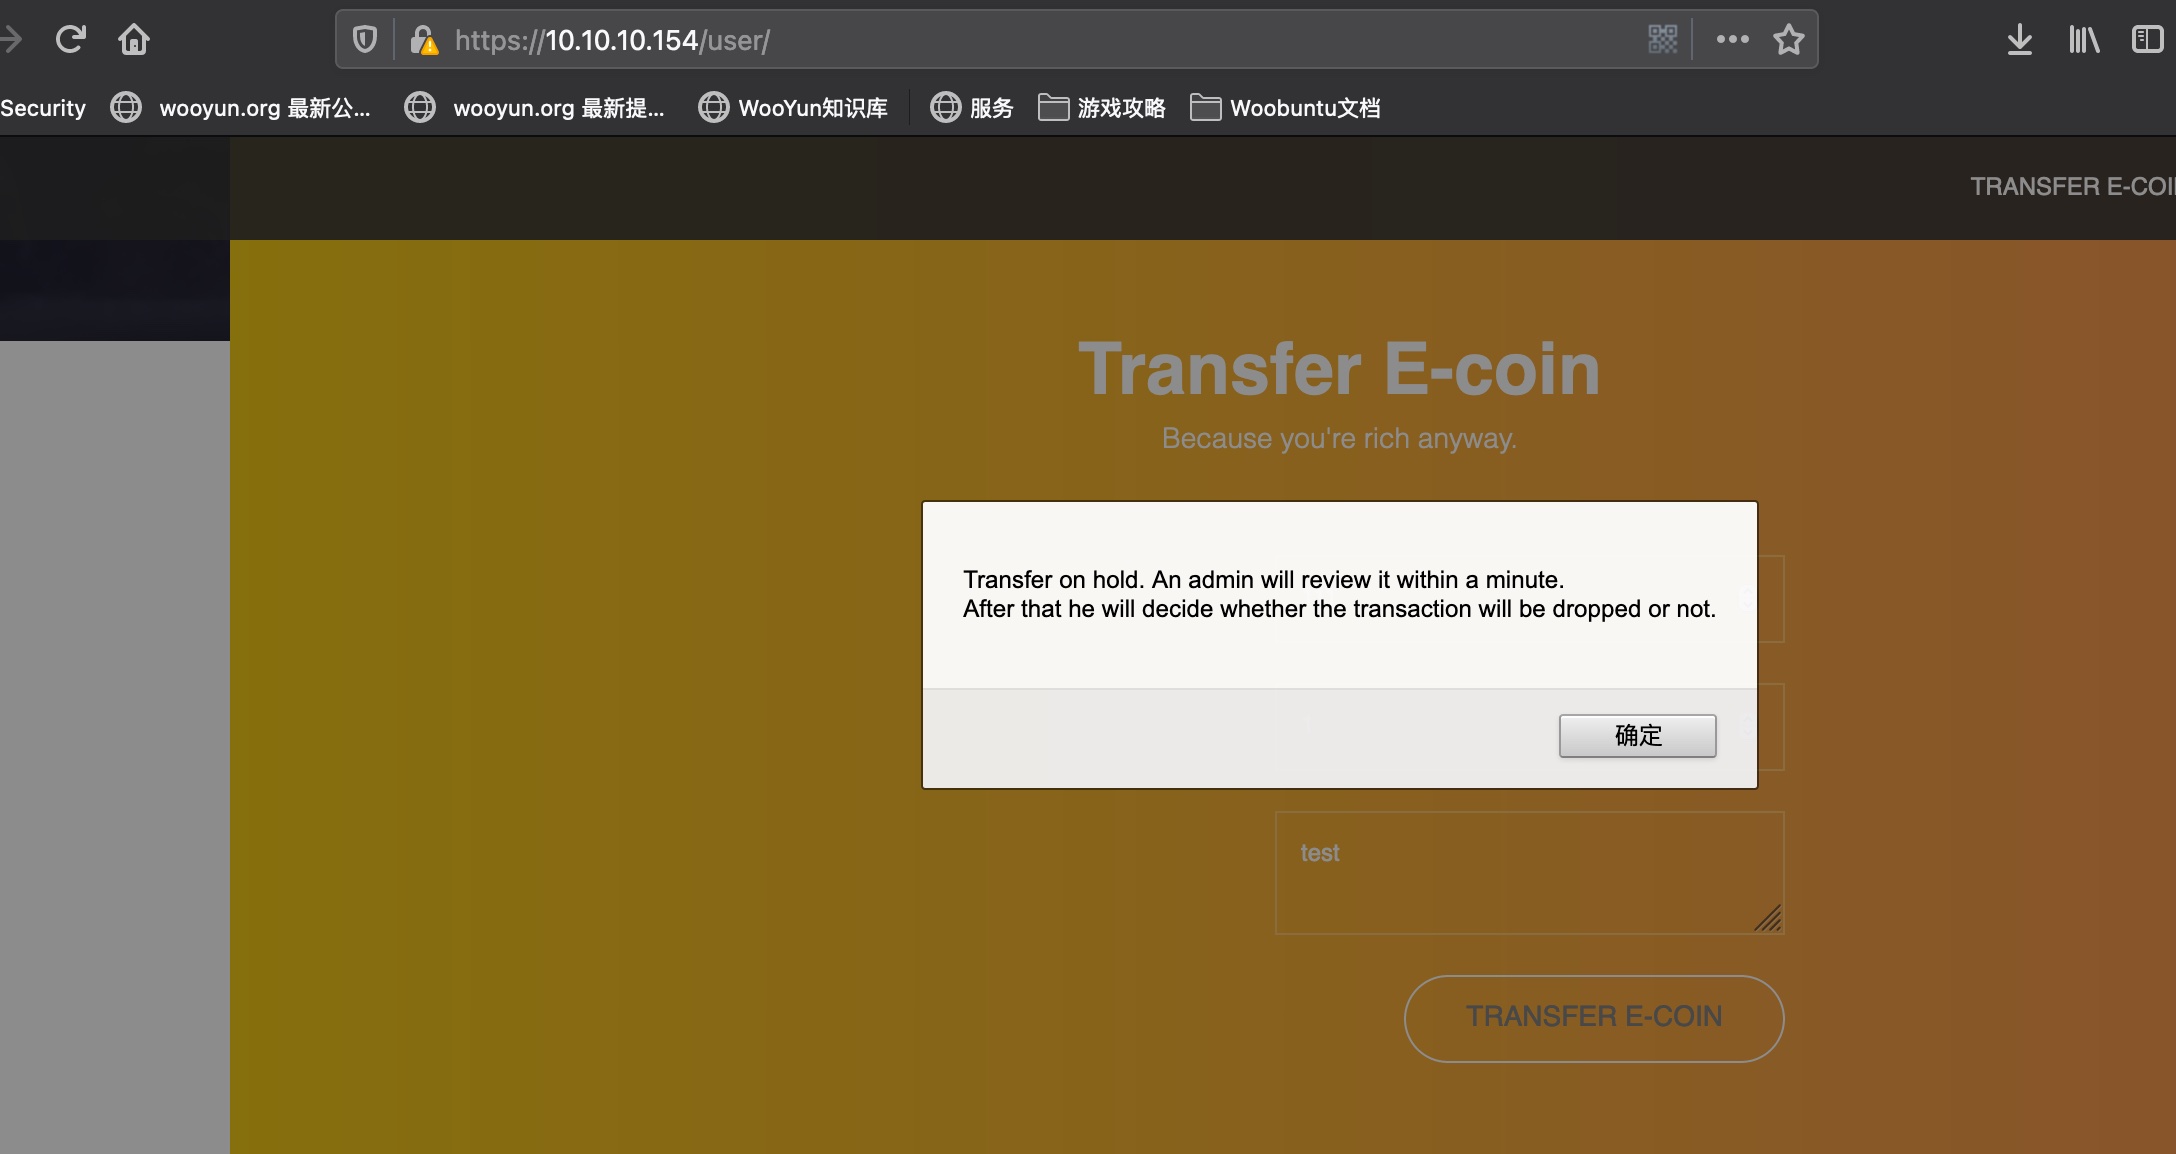 https://10.10.10.154/user/
Security wooyun.org 最新公... wooyun.org 最新提... WooYun知识库 服务 游戏攻略 Woobuntu文档
TRANSFER E-COI
Transfer E-coin
Because you're rich anyway.
Transfer on hold. An admin will review it within a minute.
After that he will decide whether the transaction will be dropped or not.
确定
test
TRANSFER E-COIN